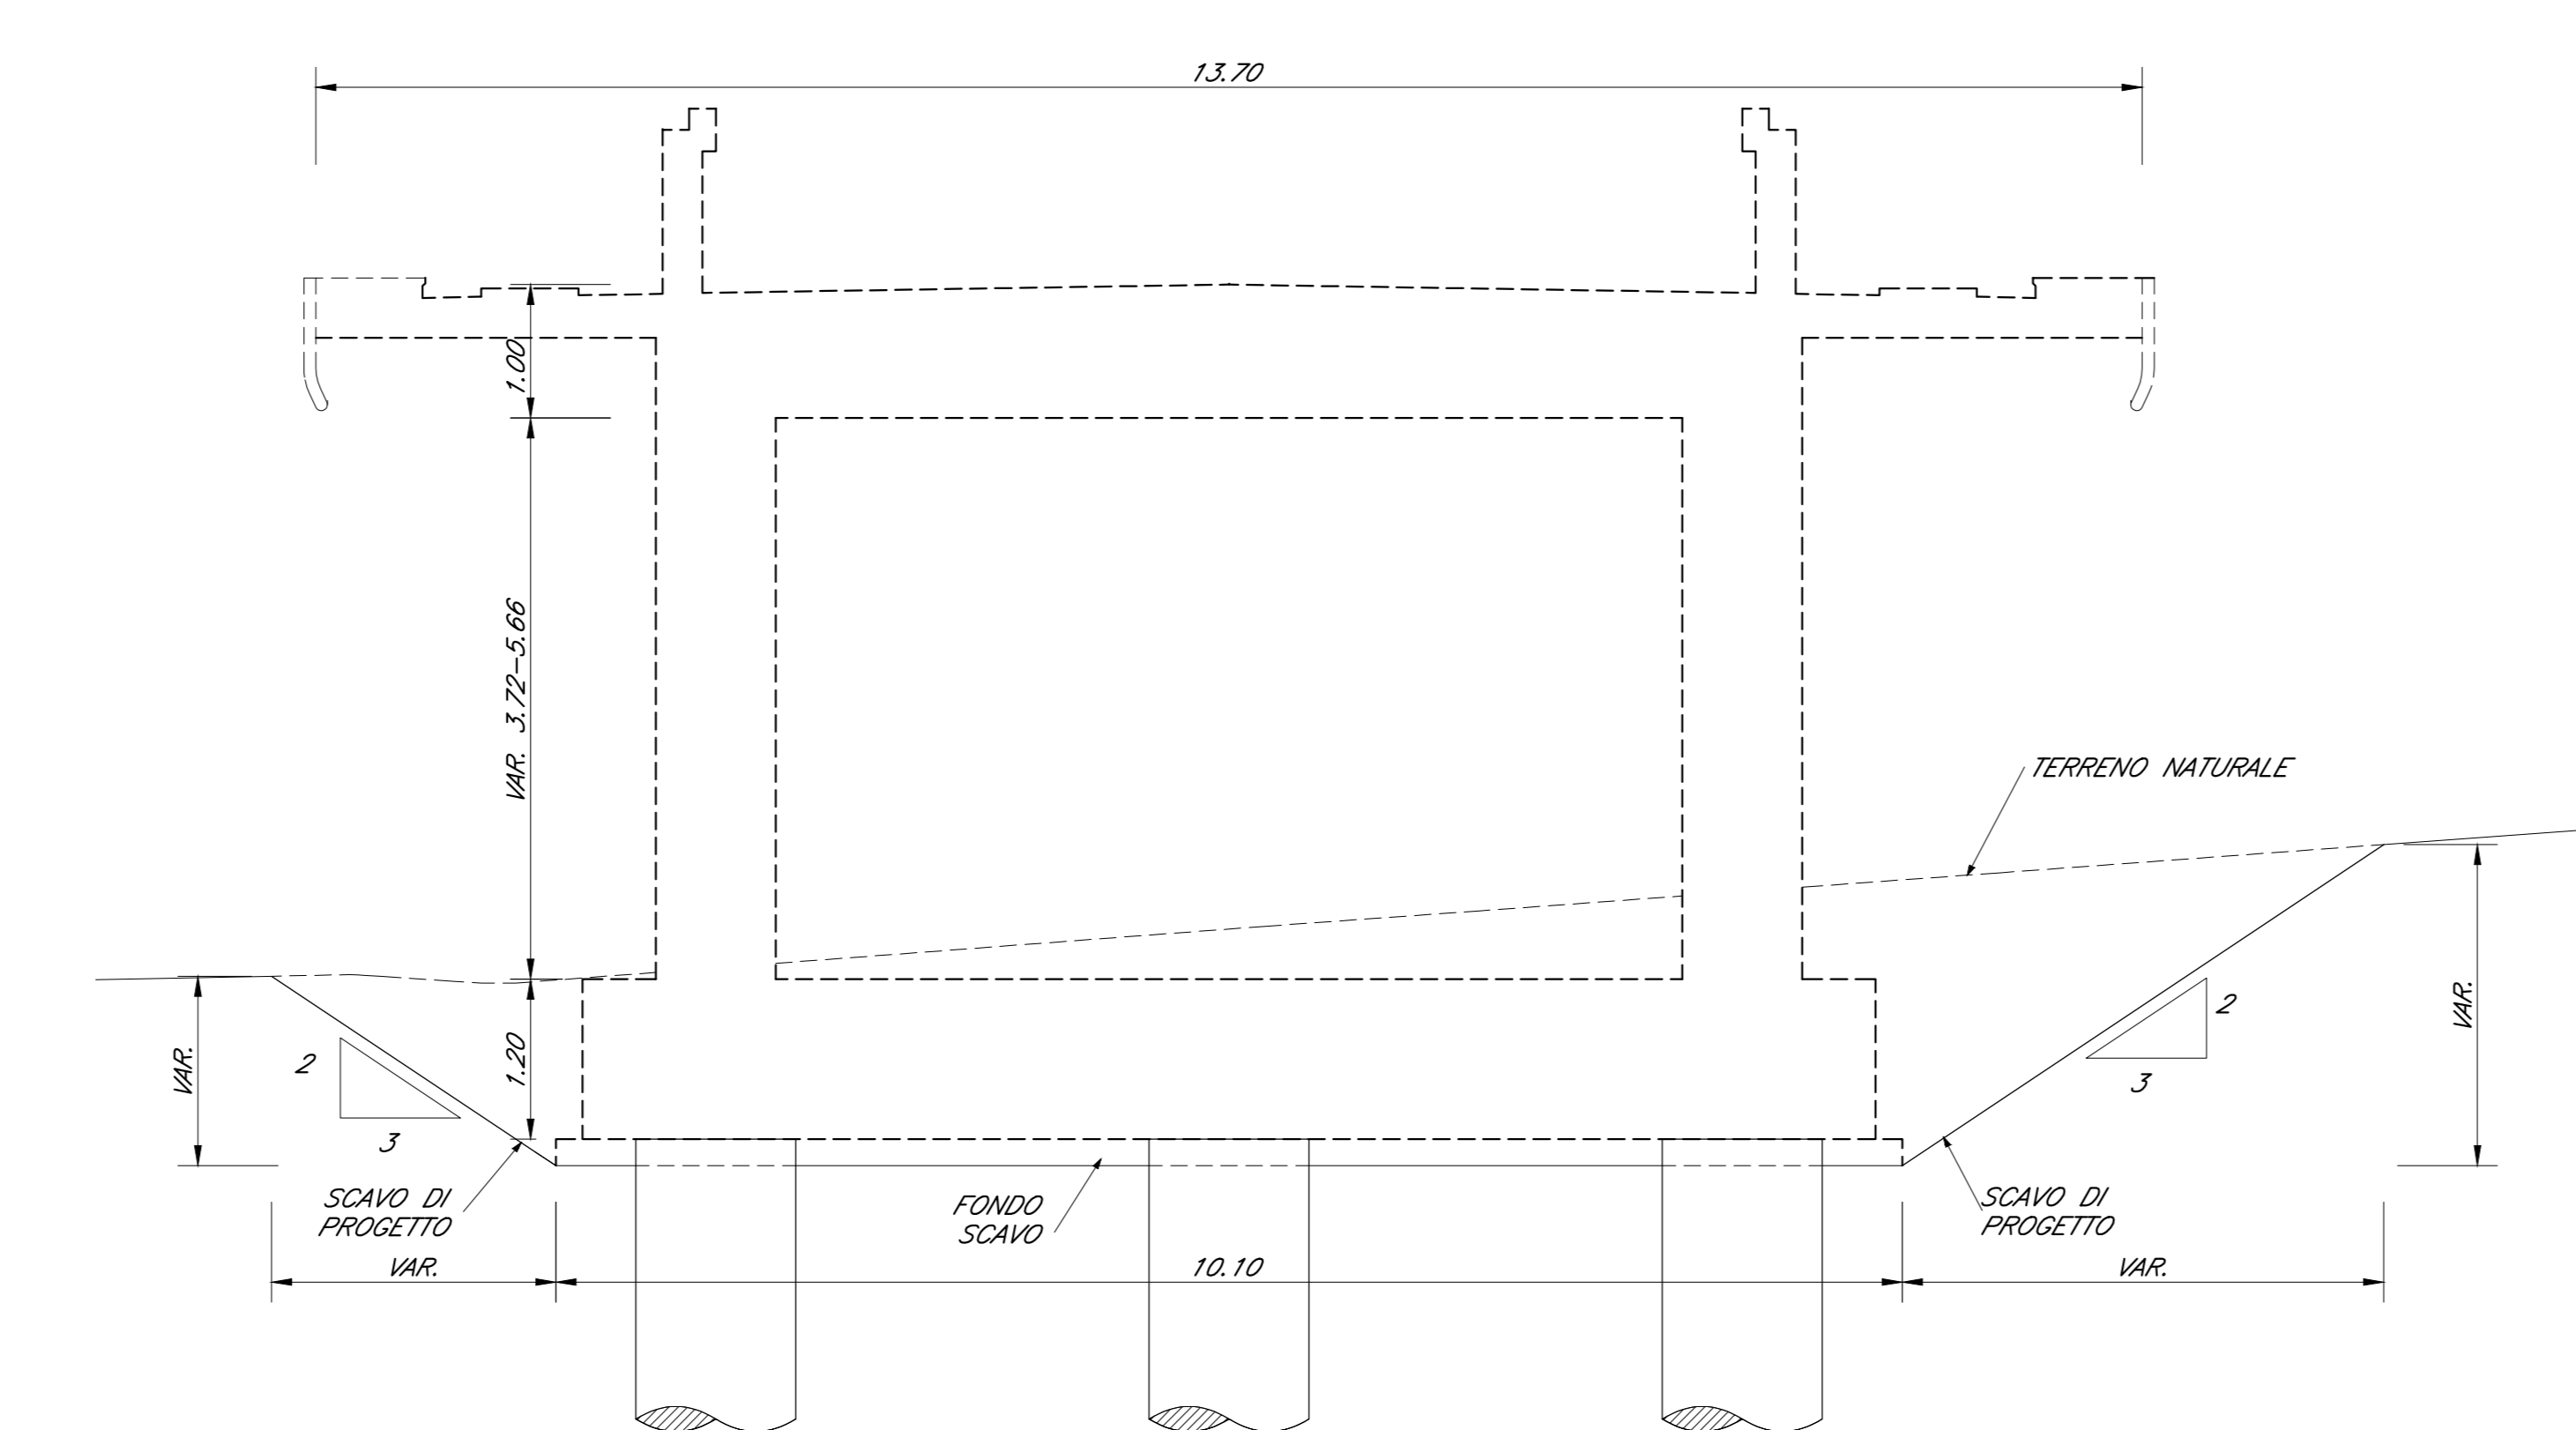 13.70
1.00
VAR. 3.72-5.66
TERRENO NATURALE
VAR.
2
3
1.20
2
3
VAR.
SCAVO DI
PROGETTO
FONDO
SCAVO
SCAVO DI
PROGETTO
VAR.
10.10
VAR.